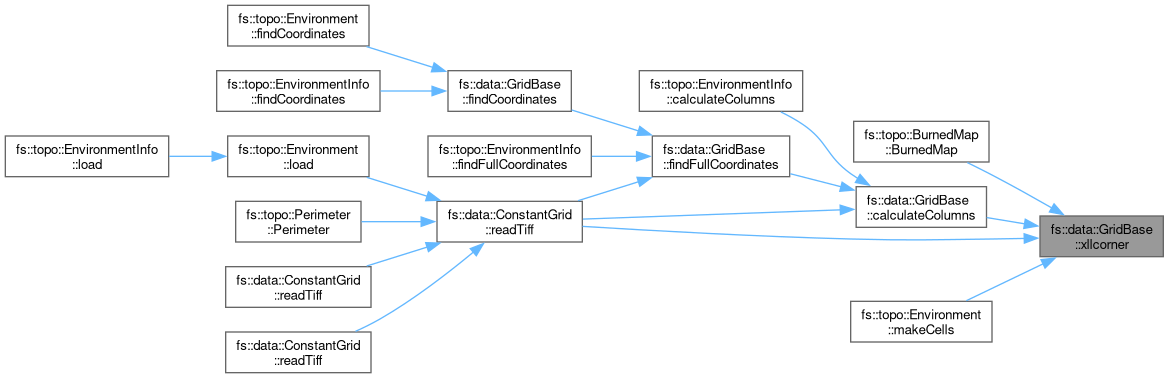 fs::topo::Environment
::findCoordinates
fs::topo::EnvironmentInfo
::findCoordinates
fs::data::GridBase
::findCoordinates
fs::topo::EnvironmentInfo
::calculateColumns
fs::topo::EnvironmentInfo
::load
fs::topo::Environment
::load
fs::topo::EnvironmentInfo
::findFullCoordinates
fs::data::GridBase
::findFullCoordinates
fs::topo::BurnedMap
::BurnedMap
fs::topo::Perimeter
::Perimeter
fs::data::ConstantGrid
::readTiff
fs::data::GridBase
::calculateColumns
fs::data::GridBase
::xllcorner
fs::data::ConstantGrid
::readTiff
fs::data::ConstantGrid
::readTiff
fs::topo::Environment
::makeCells